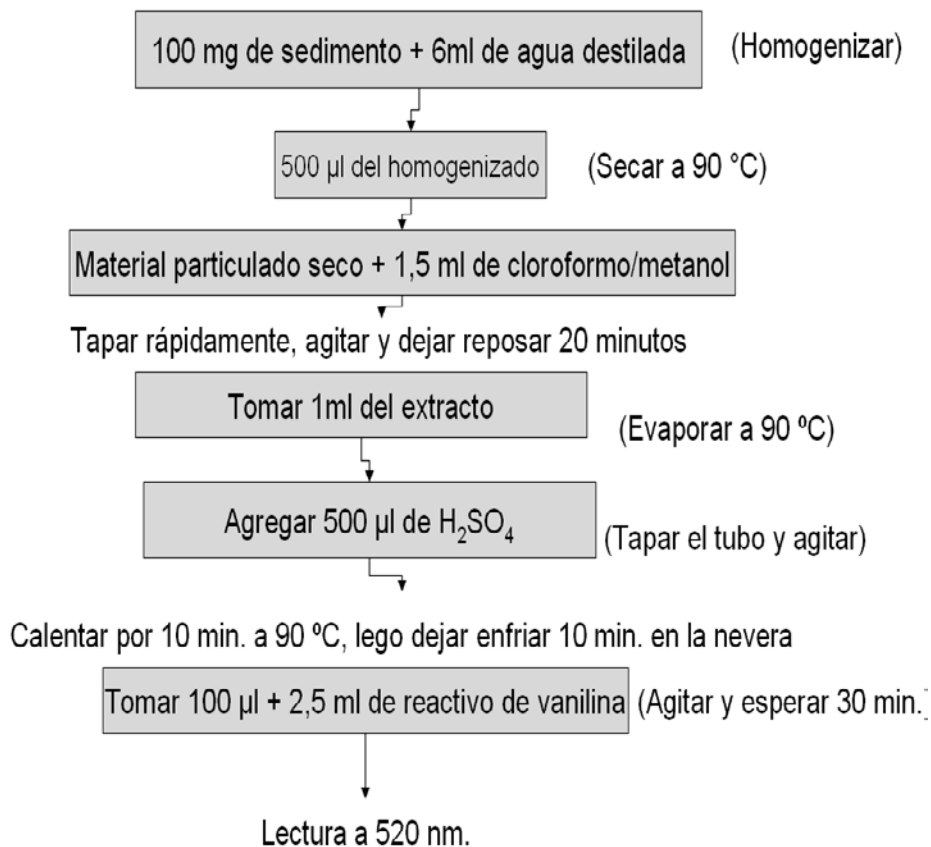 100 mg de sedimento + 6ml de agua destilada (Homogenizar)
500 µl del homogenizado (Secar a 90 °C)
Material particulado seco + 1,5 ml de cloroformo/metanol
Tapar rápidamente, agitar y dejar reposar 20 minutos
Tomar 1ml del extracto
(Evaporar a 90 ºC)
Agregar 500 µl de H₂SO₄
(Tapar el tubo y agitar)
Calentar por 10 min. a 90 ºC, lego dejar enfriar 10 min. en la nevera
Tomar 100 µl + 2,5 ml de reactivo de vanilina (Agitar y esperar 30 min.)
Lectura a 520 nm.